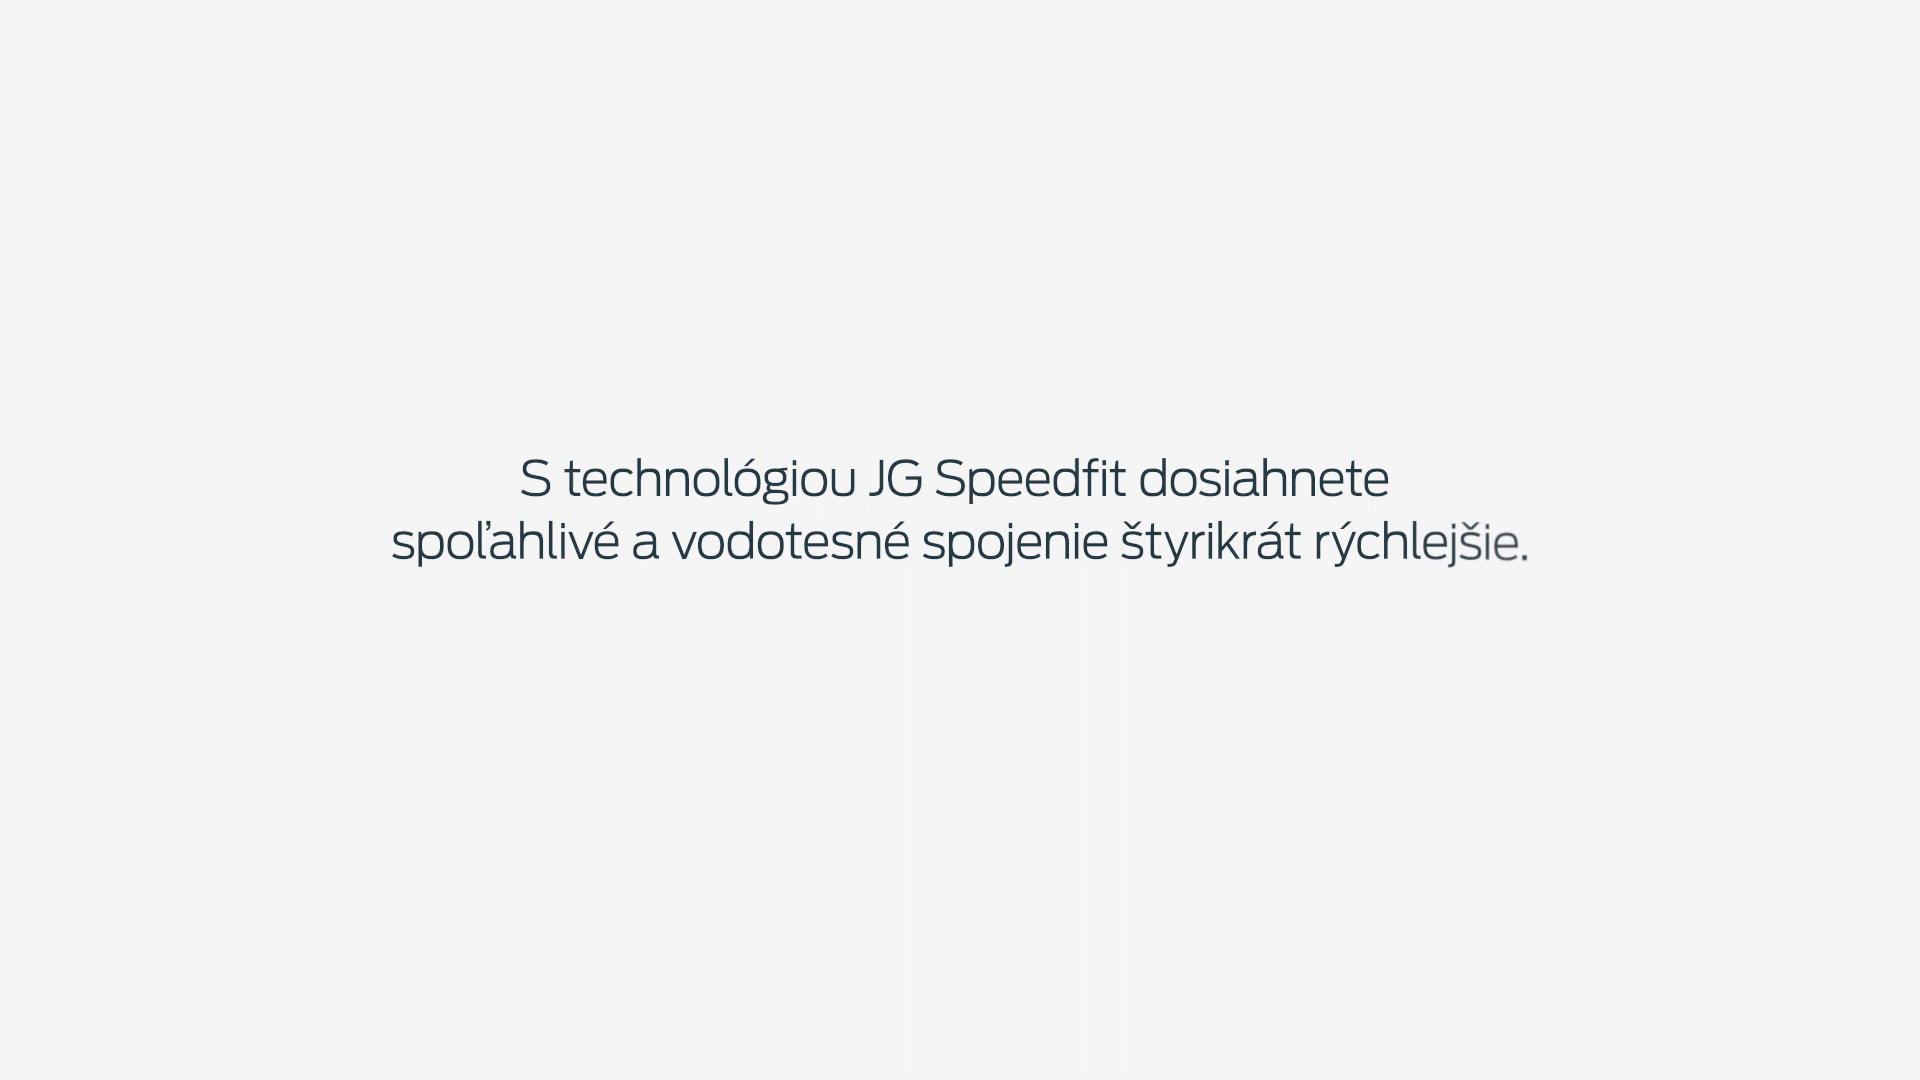 S technológiou JG Speedfit dosiahnete
spoľahlivé a vodotesné spojenie štyrikrát rýchlejšie.